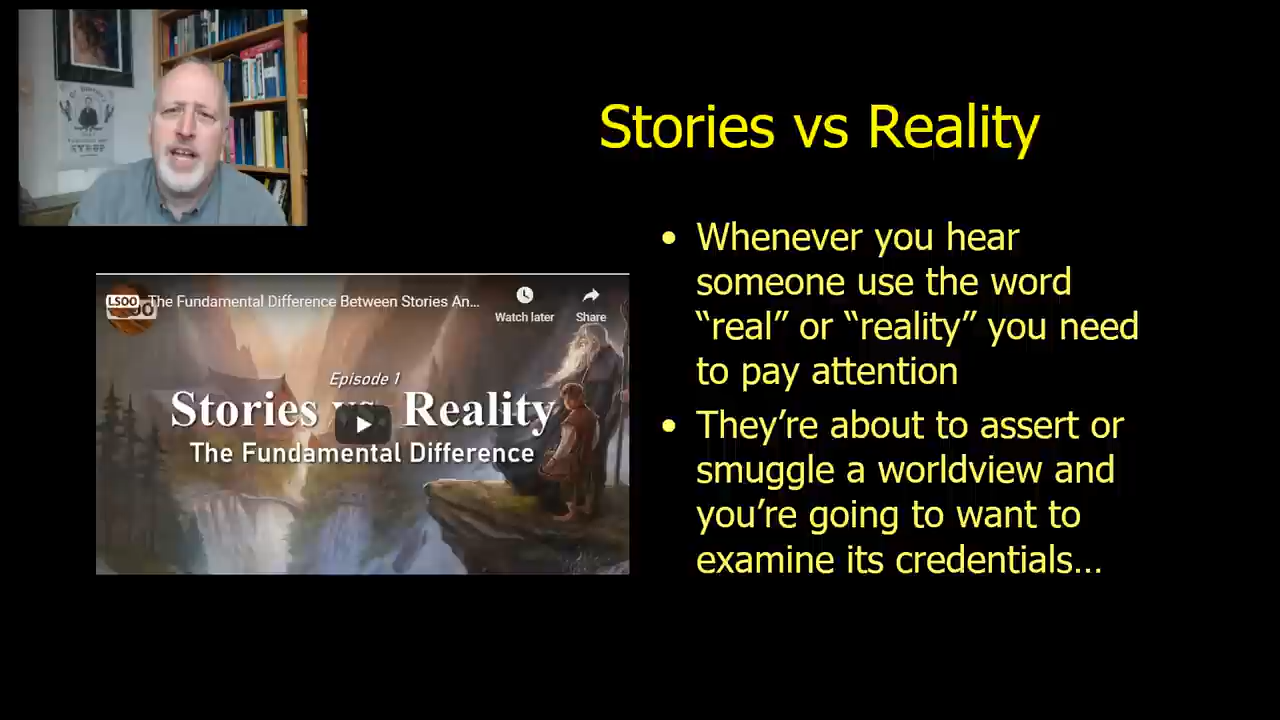 SYRUP
Stories vs Reality
LSOO
The Fundamental Difference Between Stories An...
Watch later
Share
Episode 1
Stories vs. Reality
The Fundamental Difference
• Whenever you hear
someone use the word
“real” or “reality” you need
to pay attention
• They’re about to assert or
smuggle a worldview and
you’re going to want to
examine its credentials…